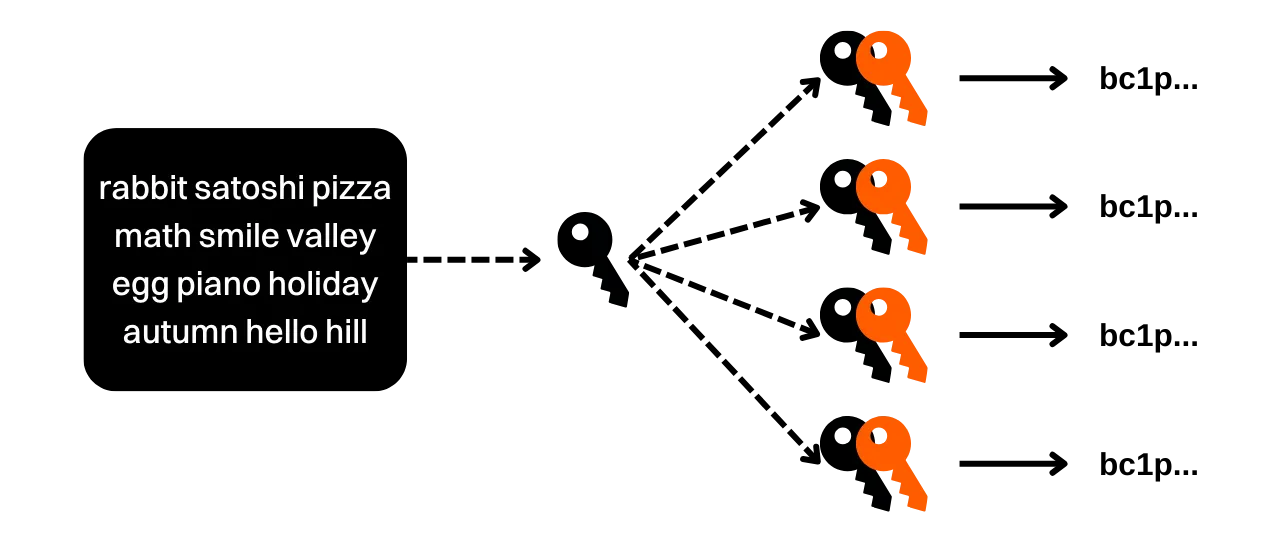 rabbit satoshi pizza
math smile valley
egg piano holiday
autumn hello hill
bc1p...
bc1p...
bc1p...
bc1p...